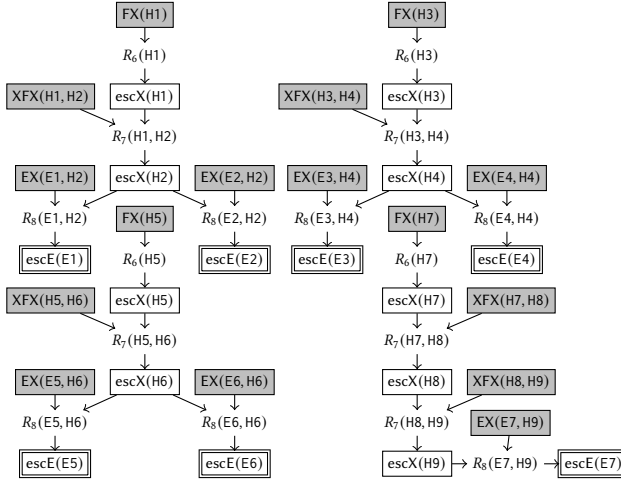 FX(H1) FX(H3)
R6(H1) R6(H3)
XFX(H1, H2) escX(H1) XFX(H3, H4) escX(H3)
R7(H1, H2) R7(H3, H4)
EX(E1, H2) escX(H2) EX(E2, H2) EX(E3, H4) escX(H4) EX(E4, H4)
R8(E1, H2) FX(H5) R8(E2, H2) R8(E3, H4) FX(H7) R8(E4, H4)
escE(E1) R6(H5) escE(E2) escE(E3) R6(H7) escE(E4)
XFX(H5, H6) escX(H5) escX(H7) XFX(H7, H8)
R7(H5, H6) R7(H7, H8)
EX(E5, H6) escX(H6) EX(E6, H6) escX(H8) XFX(H8, H9)
R8(E5, H6) R8(E6, H6) R7(H8, H9) EX(E7, H9)
escE(E5) escE(E6) escX(H9) R8(E7, H9) escE(E7)